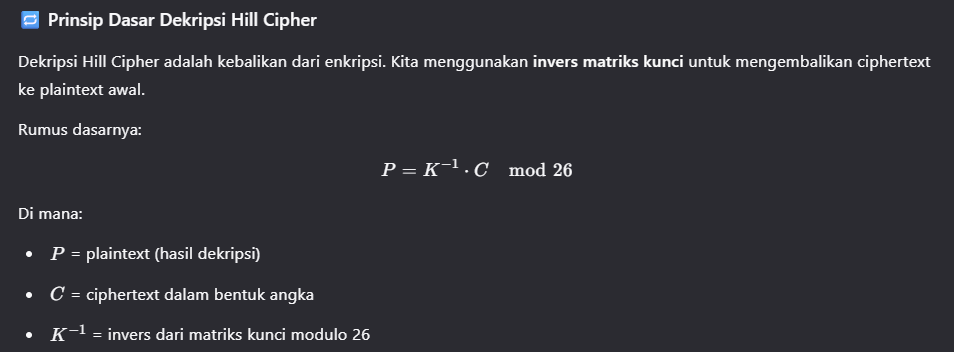 🔁 Prinsip Dasar Dekripsi Hill Cipher
Dekripsi Hill Cipher adalah kebalikan dari enkripsi. Kita menggunakan invers matriks kunci untuk mengembalikan ciphertext
ke plaintext awal.
Rumus dasarnya:
P = K⁻¹ · C mod 26
Di mana:
• P = plaintext (hasil dekripsi)
• C = ciphertext dalam bentuk angka
• K⁻¹ = invers dari matriks kunci modulo 26